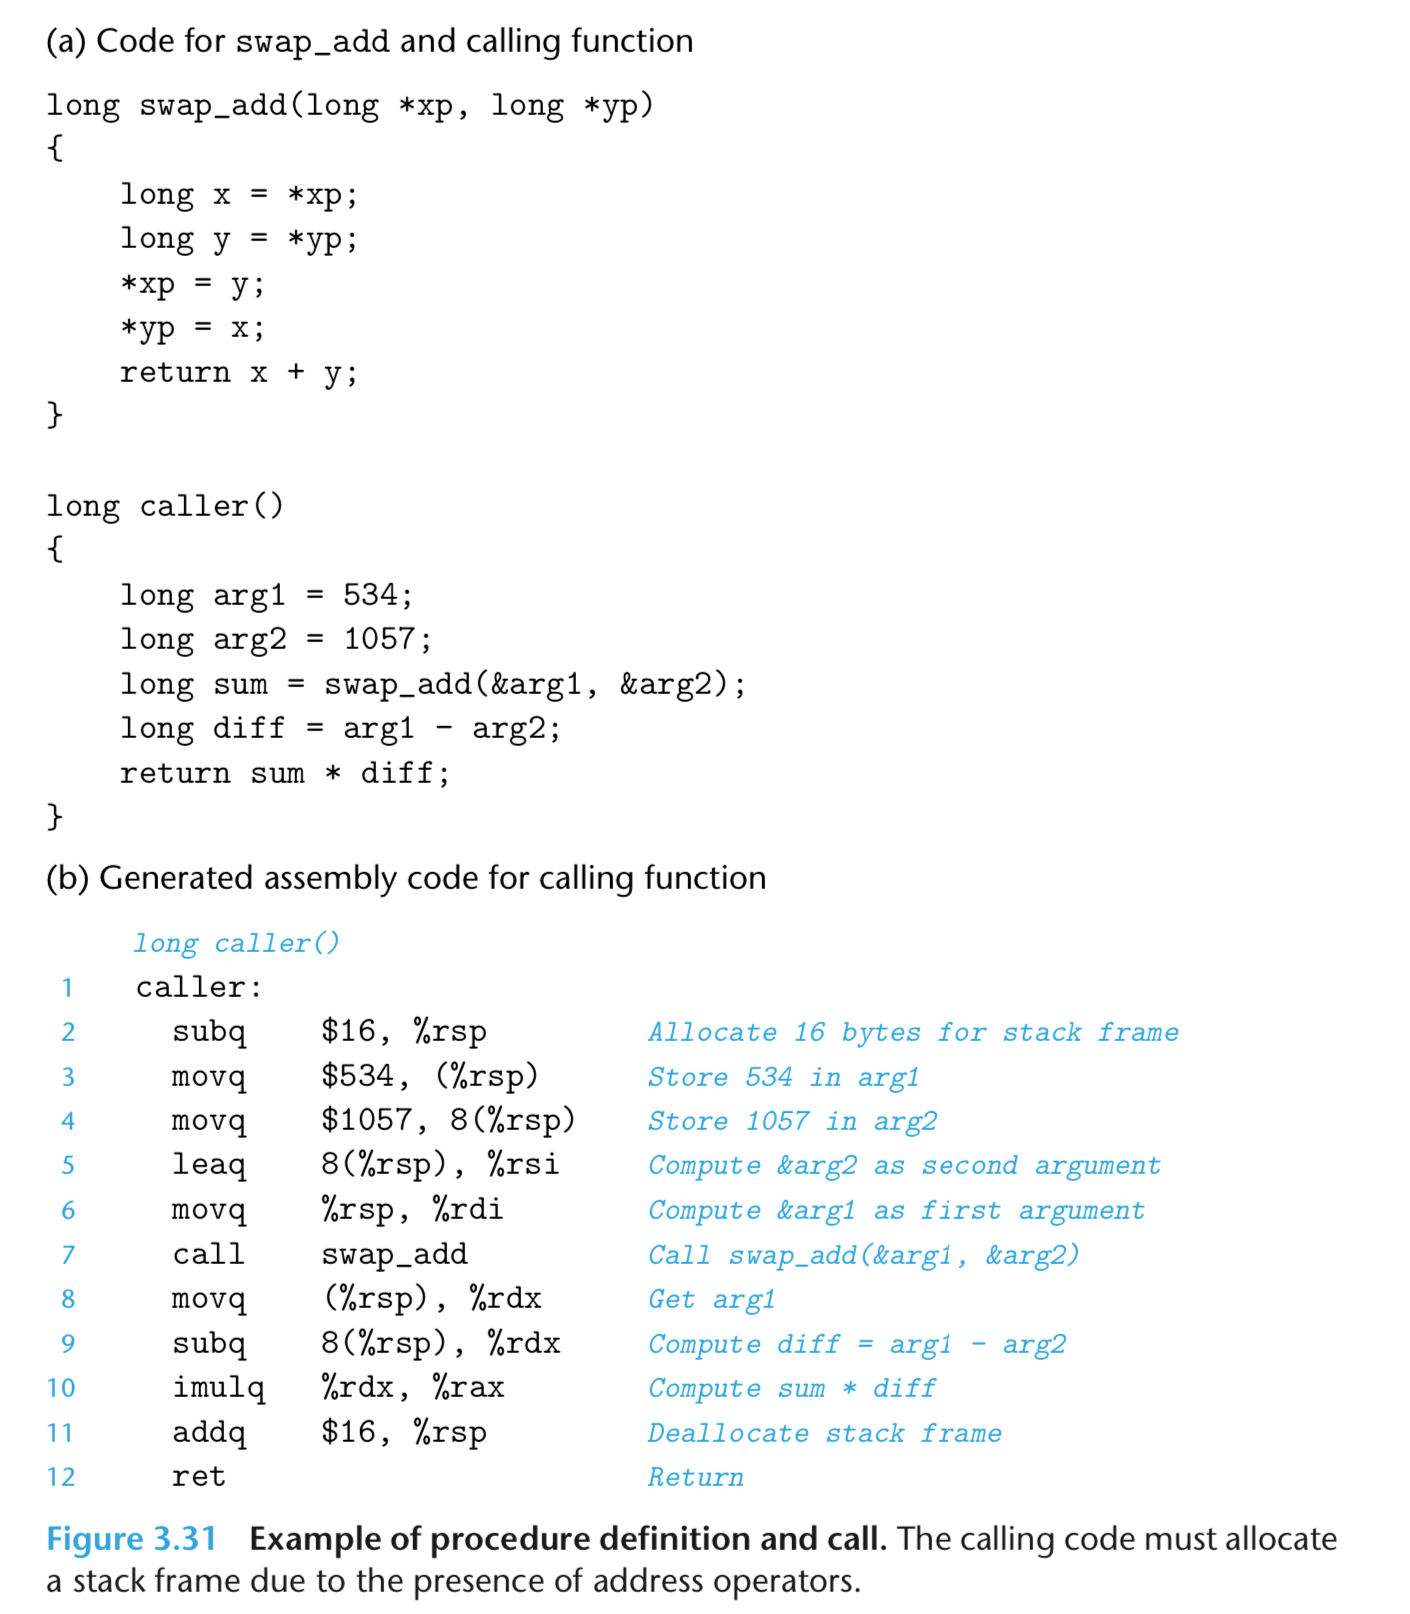 (a) Code for swap_add and calling function
long swap_add(long *xp, long *yp)
{
    long x = *xp;
    long y = *yp;
    *xp = y;
    *yp = x;
    return x + y;
}
long caller()
{
    long arg1 = 534;
    long arg2 = 1057;
    long sum = swap_add(&arg1, &arg2);
    long diff = arg1 - arg2;
    return sum * diff;
}
(b) Generated assembly code for calling function
long caller()
1 caller:
2 subq $16, %rsp Allocate 16 bytes for stack frame
3 movq $534, (%rsp) Store 534 in arg1
4 movq $1057, 8(%rsp) Store 1057 in arg2
5 leaq 8(%rsp), %rsi Compute &arg2 as second argument
6 movq %rsp, %rdi Compute &arg1 as first argument
7 call swap_add Call swap_add(&arg1, &arg2)
8 movq (%rsp), %rdx Get arg1
9 subq 8(%rsp), %rdx Compute diff = arg1 - arg2
10 imulq %rdx, %rax Compute sum * diff
11 addq $16, %rsp Deallocate stack frame
12 ret Return
Figure 3.31 Example of procedure definition and call. The calling code must allocate
a stack frame due to the presence of address operators.